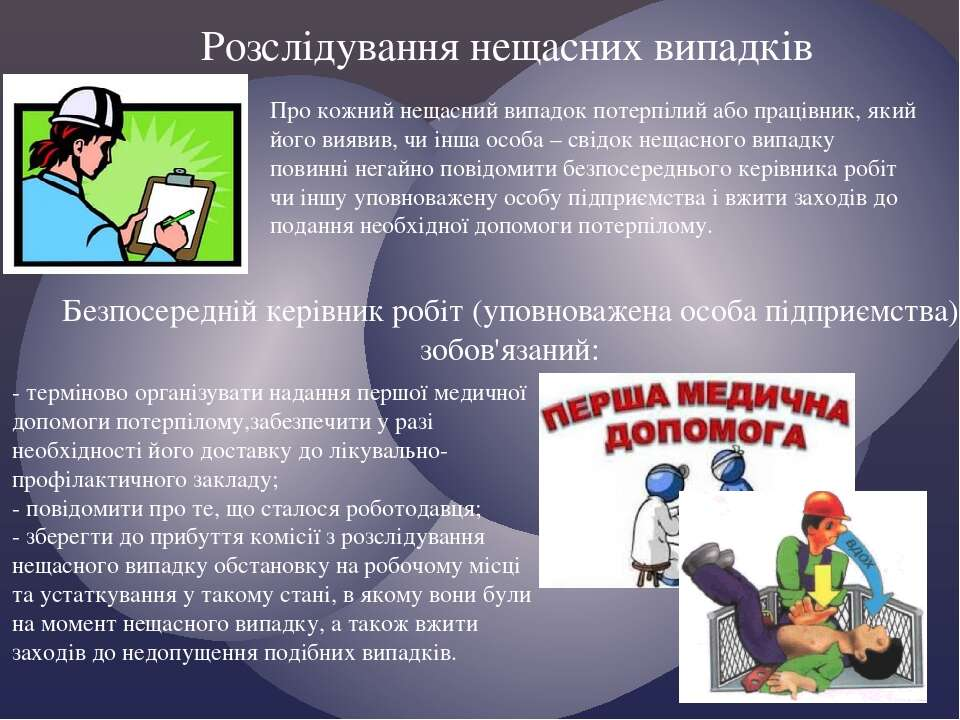 Розслідування нещасних випадків
Про кожний нещасний випадок потерпілий або працівник, який
його виявив, чи інша особа – свідок нещасного випадку
повинні негайно повідомити безпосереднього керівника робіт
чи іншу уповноважену особу підприємства і вжити заходів до
подання необхідної допомоги потерпілому.
Безпосередній керівник робіт (уповноважена особа підприємства)
зобов'язаний:
- терміново організувати надання першої медичної
допомоги потерпілому,забезпечити у разі
необхідності його доставку до лікувально-
профілактичного закладу;
- повідомити про те, що сталося роботодавця;
- зберегти до прибуття комісії з розслідування
нещасного випадку обстановку на робочому місці
та устаткування у такому стані, в якому вони були
на момент нещасного випадку, а також вжити
заходів до недопущення подібних випадків.
ПЕРША МЕДИЧНА
ДОПОМОГА
ВДОХ